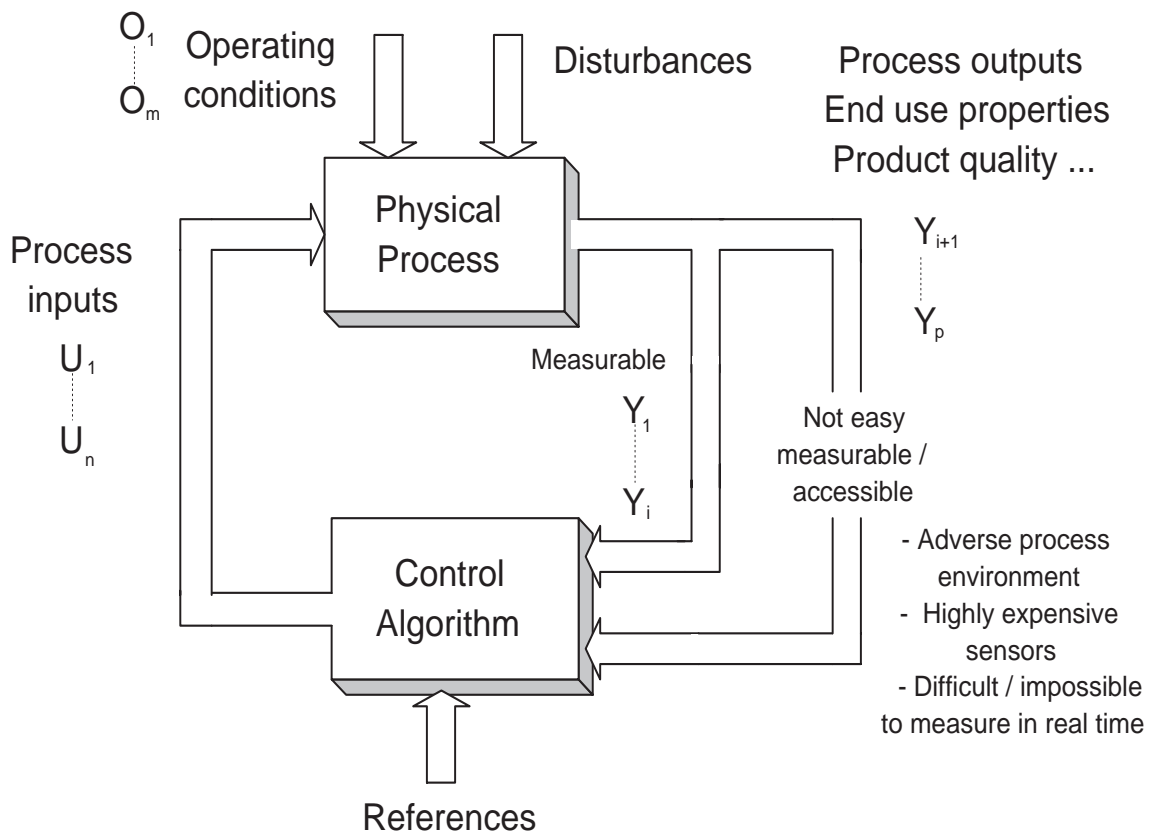 O1
Om
Operating
conditions
Disturbances
Process outputs
End use properties
Product quality ...
Physical
Process
Process
inputs
U1
Un
Yi+1
Yp
Measurable
Y1
Yi
Not easy
measurable /
accessible
- Adverse process
environment
- Highly expensive
sensors
- Difficult / impossible
to measure in real time
Control
Algorithm
References